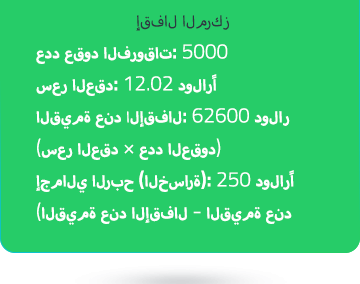 إقفال المركز
عدد عقود الفروقات: 5000
سعر العقد: 12.02 دولاراً
القيمة عند الإقفال: 62600 دولار
(سعر العقد × عدد العقود)
إجمالي الربح (الخسارة): 250 دولاراً
(القيمة عند الإقفال – القيمة عند